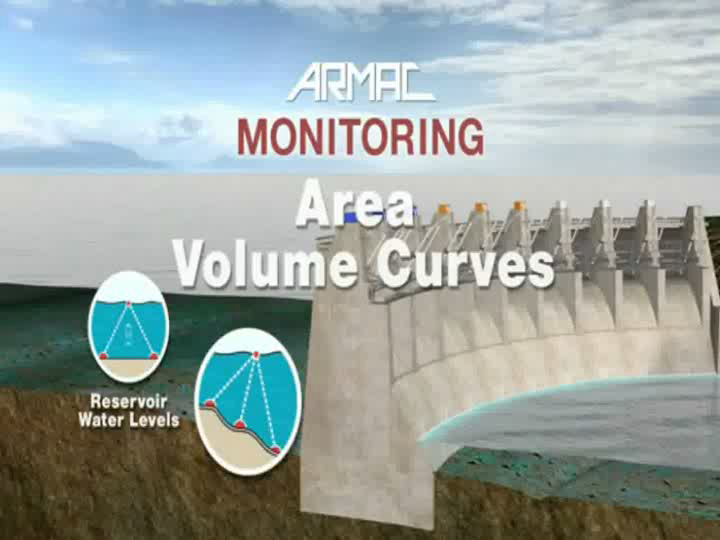 ARMAC
MONITORING
Area
Volume Curves
Reservoir
Water Levels